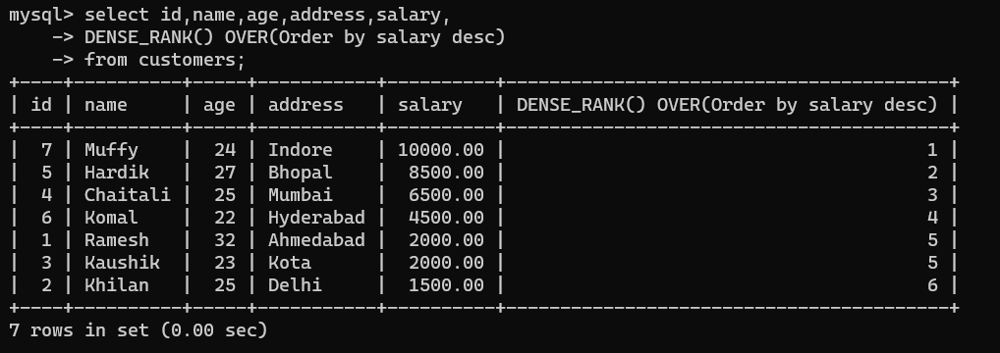 mysql> select id,name,age,address,salary,
    -> DENSE_RANK() OVER(Order by salary desc)
    -> from customers;
+----+----------+-----+-----------+----------+-----------------------------------------+
| id | name     | age | address   | salary   | DENSE_RANK() OVER(Order by salary desc) |
+----+----------+-----+-----------+----------+-----------------------------------------+
|  7 | Muffy    |  24 | Indore    | 10000.00 |                                       1 |
|  5 | Hardik   |  27 | Bhopal    |  8500.00 |                                       2 |
|  4 | Chaitali |  25 | Mumbai    |  6500.00 |                                       3 |
|  6 | Komal    |  22 | Hyderabad |  4500.00 |                                       4 |
|  1 | Ramesh   |  32 | Ahmedabad |  2000.00 |                                       5 |
|  3 | Kaushik  |  23 | Kota      |  2000.00 |                                       5 |
|  2 | Khilan   |  25 | Delhi     |  1500.00 |                                       6 |
+----+----------+-----+-----------+----------+-----------------------------------------+
7 rows in set (0.00 sec)